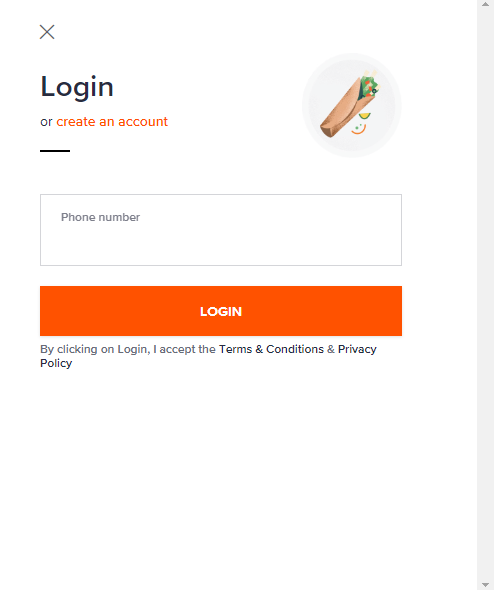 Login
or create an account
Phone number
LOGIN
By clicking on Login, I accept the Terms & Conditions & Privacy
Policy